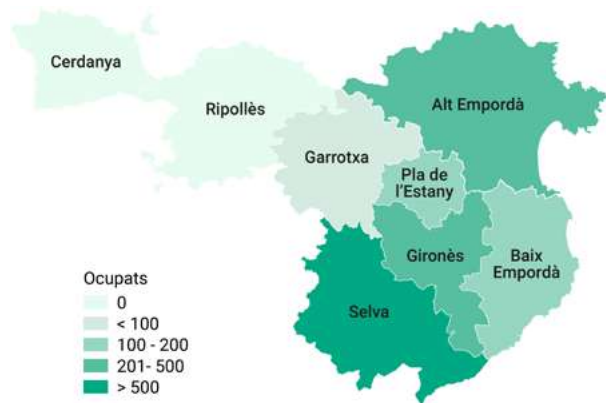 Cerdanya
Ripollès
Alt Empordà
Garrotxa
Pla de
l'Estany
Gironès
Baix
Empordà
Selva
Ocupats
0
< 100
100 - 200
201- 500
> 500